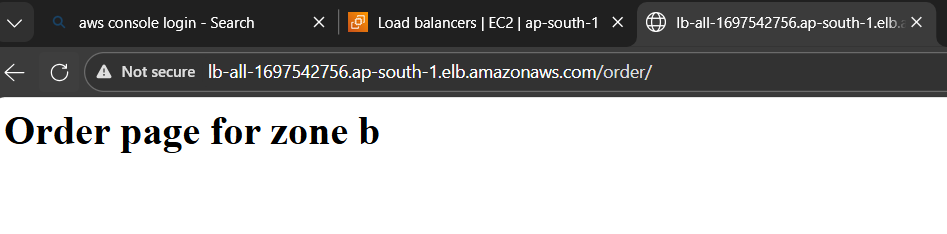 aws console login - Search
Load balancers | EC2 | ap-south-1
lb-all-1697542756.ap-south-1.elb.a
Not secure lb-all-1697542756.ap-south-1.elb.amazonaws.com/order/
Order page for zone b